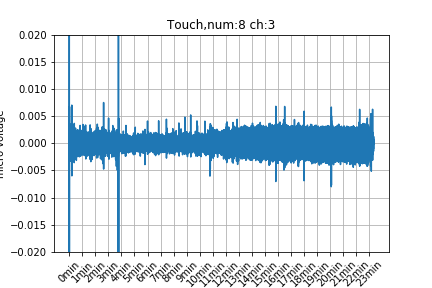 Touch,num:8 ch:3
0.020
0.015
0.010
0.005
0.000
−0.005
−0.010
−0.015
−0.020
voltage
0min
1min
2min
3min
4min
5min
6min
7min
8min
9min
10min
11min
12min
13min
14min
15min
16min
17min
18min
19min
20min
21min
22min
23min